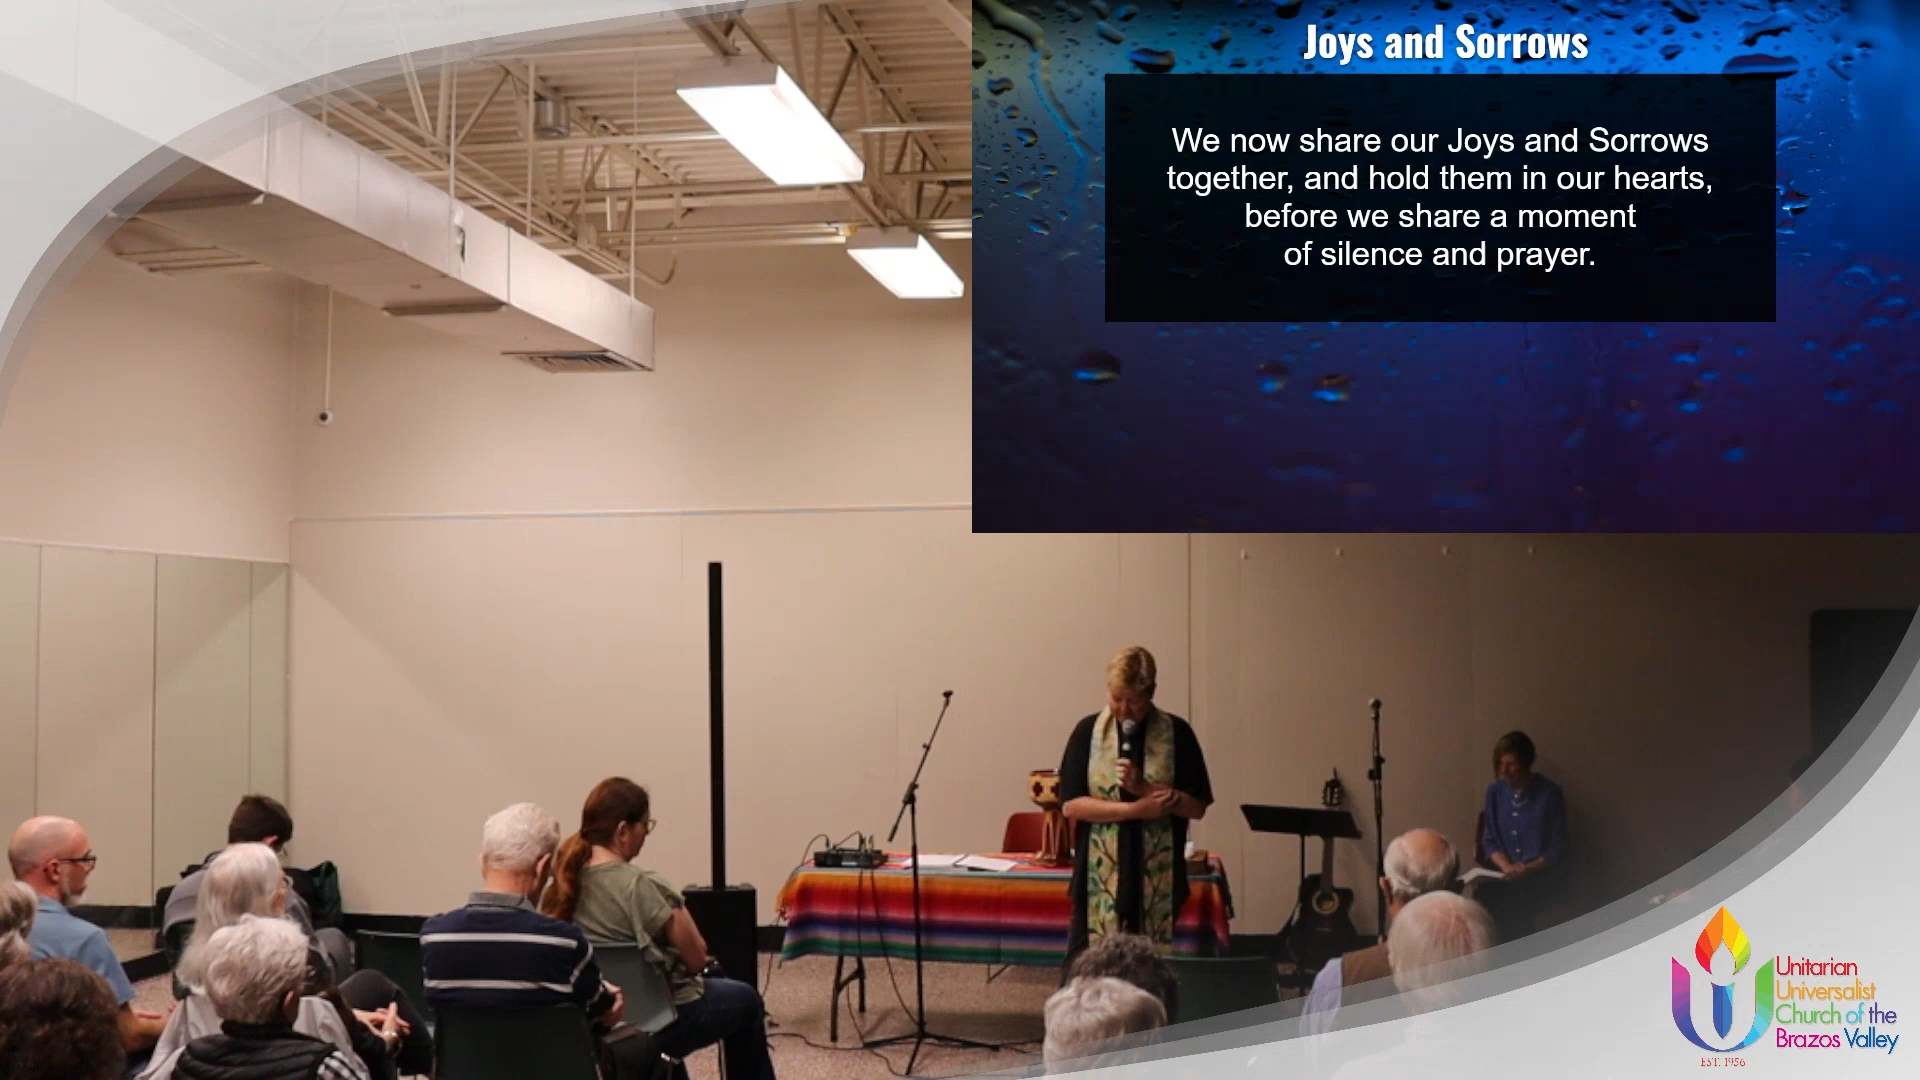 Joys and Sorrows
We now share our Joys and Sorrows
together, and hold them in our hearts,
before we share a moment
of silence and prayer.
Unitarian
Universalist
Church of the
Brazos Valley
EST. 1956